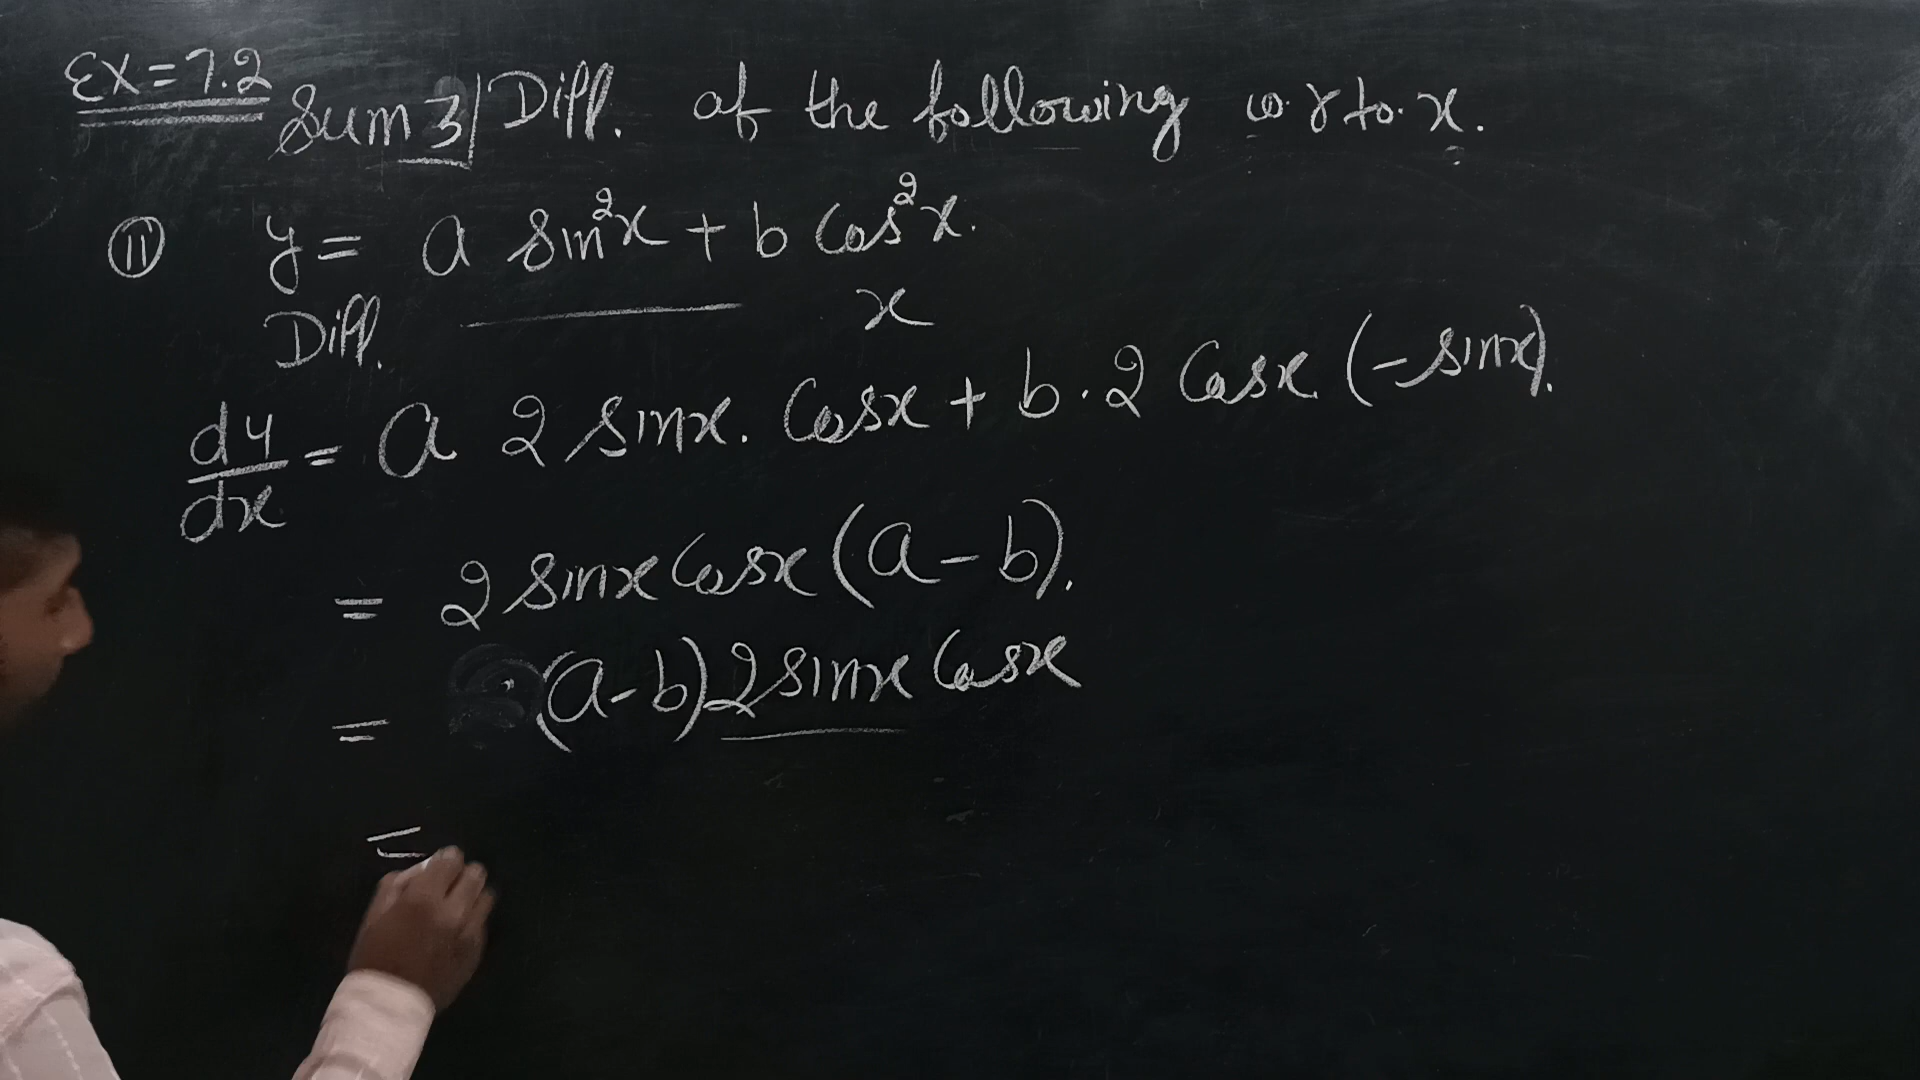 Ex=7.2
Sum 3 Diff. of the following w.r to. x.
(ii) y = a sin²x + b cos²x.
Diff. x
dy/dx = a 2 sinx. Cosx + b.2 Cosx (-sinx).
= 2 sinx Cosx (a-b).
= (a-b) 2 sinx Cosx
=